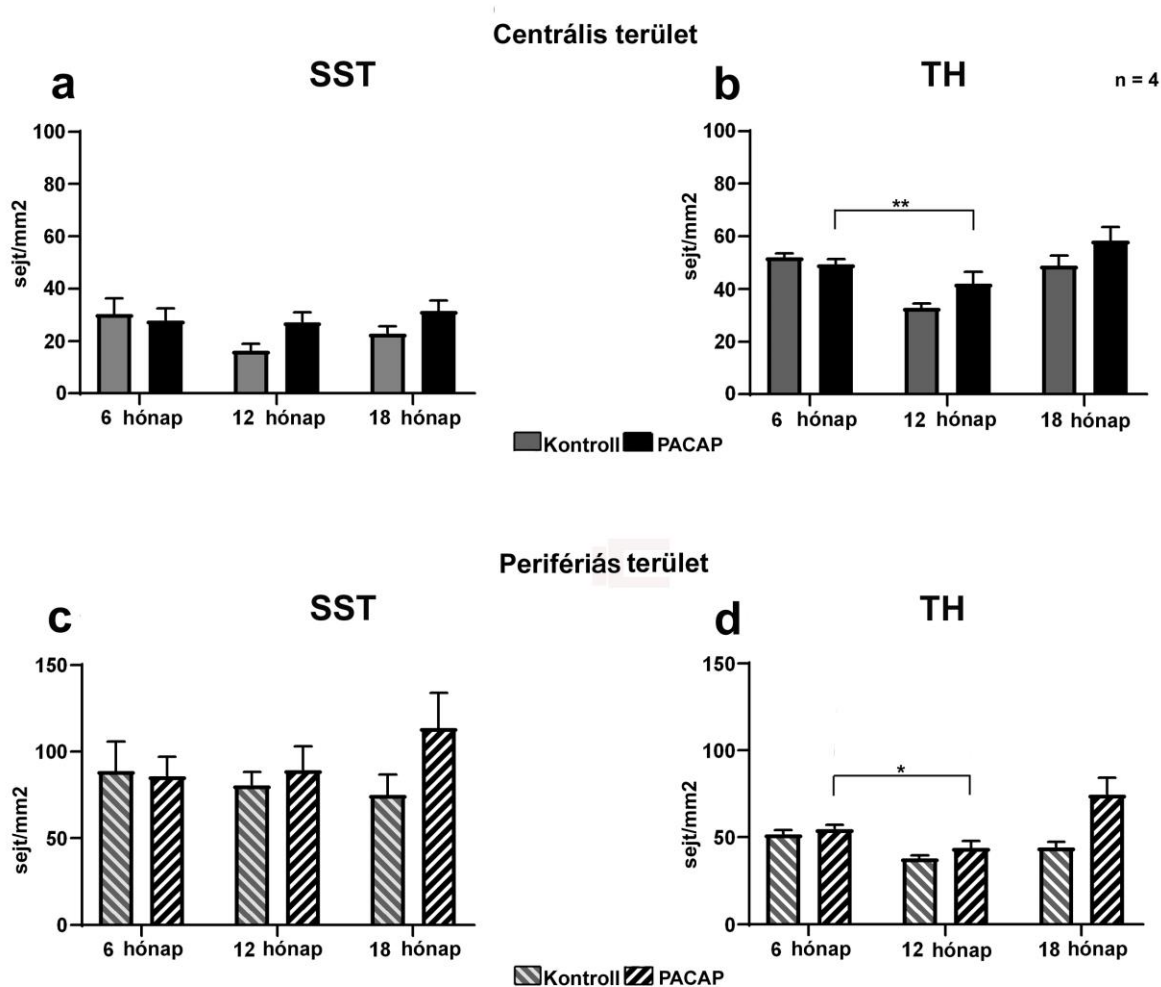 Centrális terület
a
SST
100
80
60
40
20
0
sejt/mm2
6 hónap
12 hónap
18 hónap
b
TH
n = 4
100
80
60
40
20
0
sejt/mm2
**
6 hónap
12 hónap
18 hónap
Kontroll PACAP
Perifériás terület
c
SST
150
100
50
0
sejt/mm2
6 hónap
12 hónap
18 hónap
d
TH
150
100
50
0
sejt/mm2
*
6 hónap
12 hónap
18 hónap
Kontroll PACAP